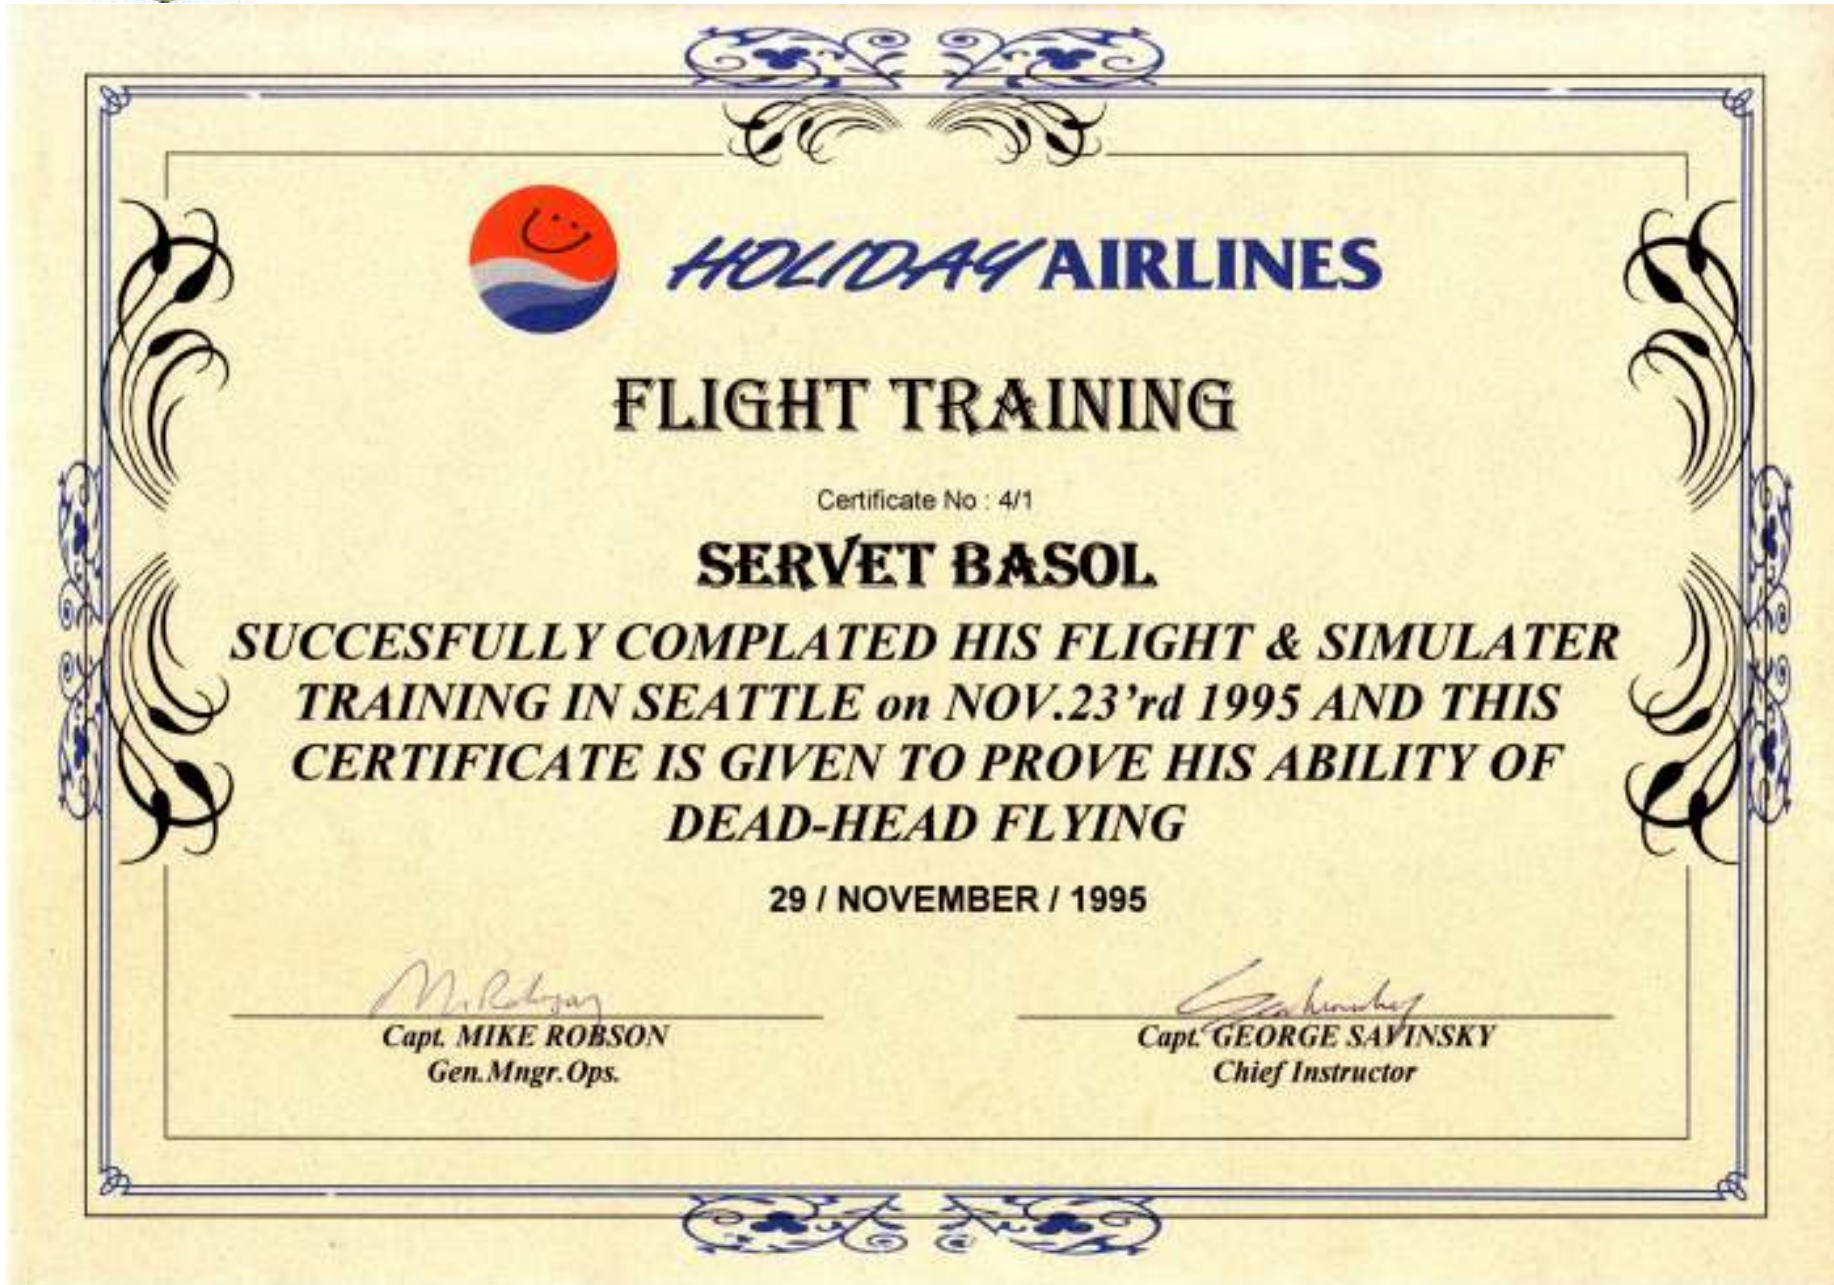 HOLIDAY AIRLINES
FLIGHT TRAINING
Certificate No : 4/1
SERVET BASOL
SUCCESFULLY COMPLATED HIS FLIGHT & SIMULATER
TRAINING IN SEATTLE on NOV.23’rd 1995 AND THIS
CERTIFICATE IS GIVEN TO PROVE HIS ABILITY OF
DEAD-HEAD FLYING
29 / NOVEMBER / 1995
Capt. MIKE ROBSON
Gen.Mngr.Ops.
Capt. GEORGE SAVINSKY
Chief Instructor